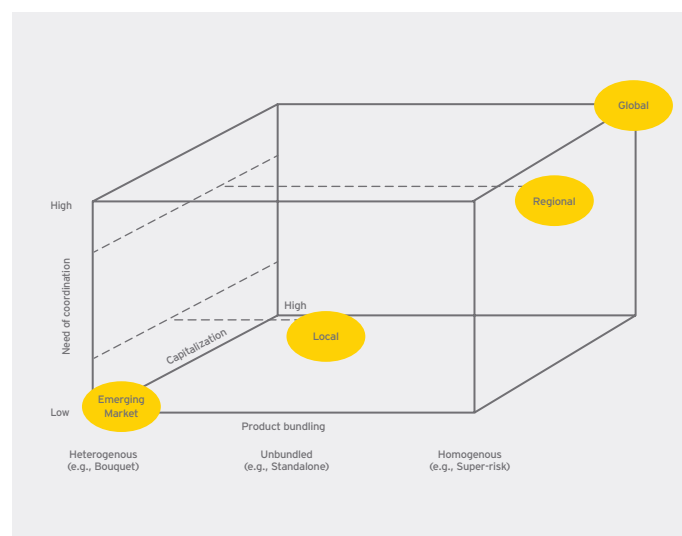 Global
Regional
High
Need of coordination
High
Local
Capitalization
Emerging
Market
Low
Product bundling
Heterogenous
(e.g., Bouquet)
Unbundled
(e.g., Standalone)
Homogenous
(e.g., Super-risk)